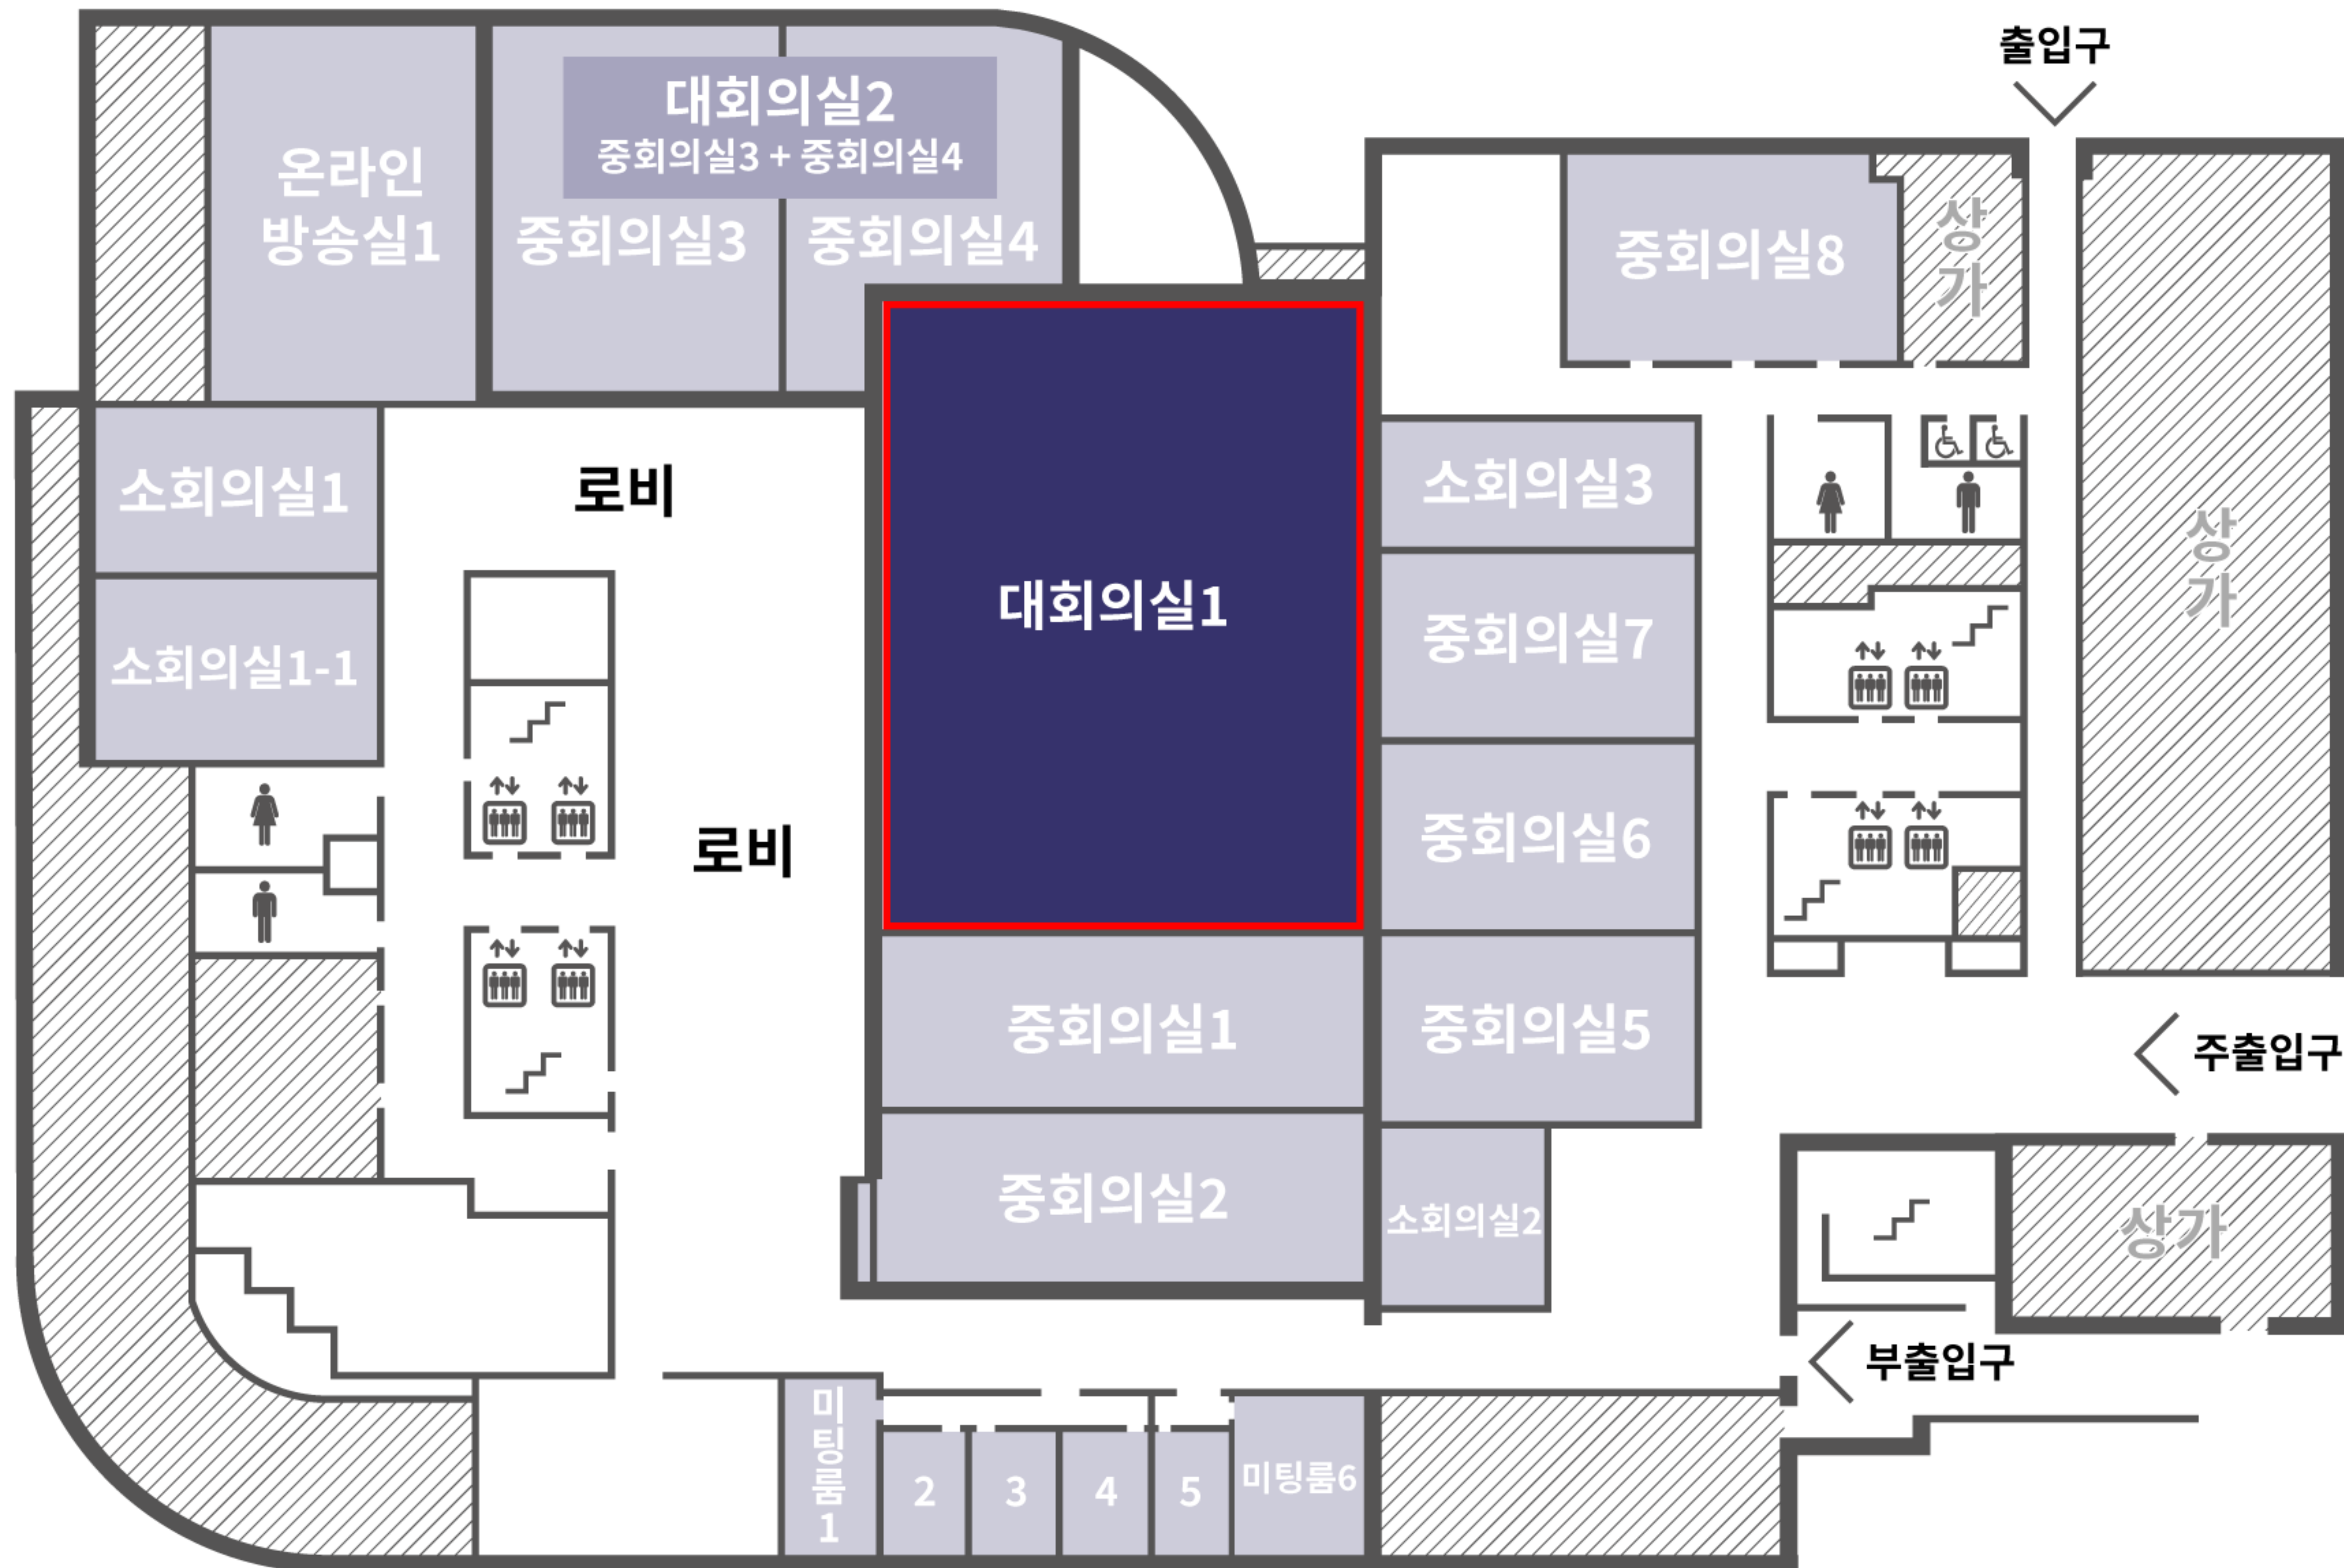 출입구
대회의실2
중회의실3 + 중회의실4
온라인
방송실1
중회의실3
중회의실4
중회의실8
상
가
소회의실1
로비
소회의실3
상
가
대회의실1
중회의실7
소회의실1-1
로비
중회의실6
중회의실1
중회의실5
주출입구
중회의실2
소회의실2
상가
부출입구
미
팅
룸
1
2
3
4
5
미팅룸6